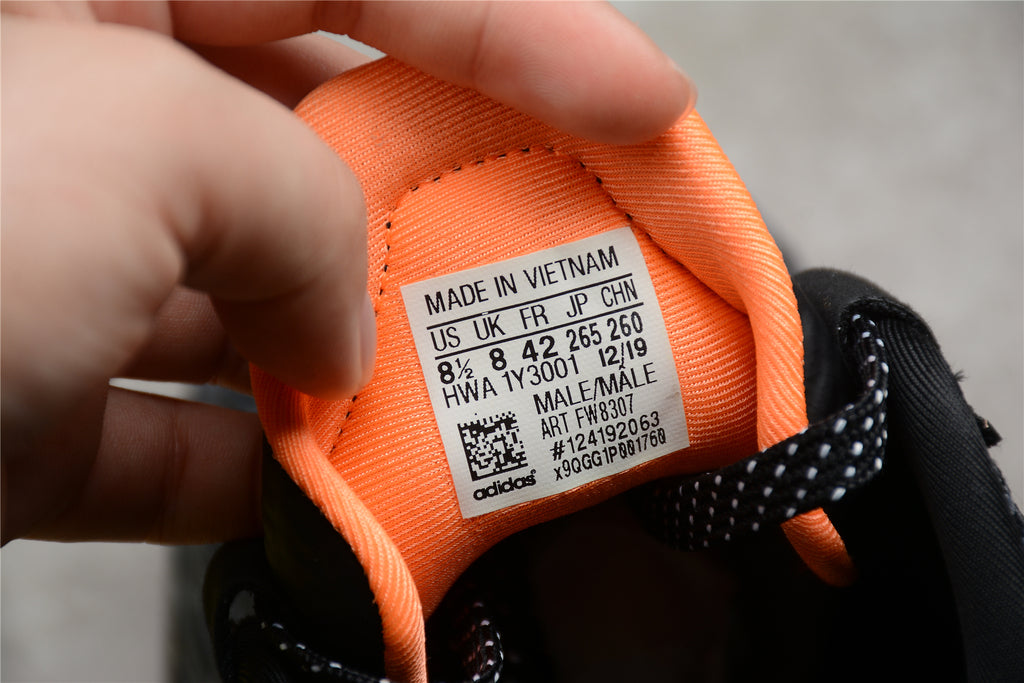 MADE IN VIETNAM
US UK FR JP CHN
8½ 8 42 265 260
HWA 1Y3001 12/19
MALE/MÂLE
ART FW8307
#124192063
x9QGG1P001760
adidas®